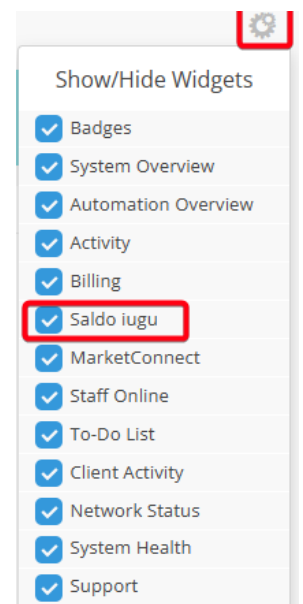 Show/Hide Widgets
Badges
System Overview
Automation Overview
Activity
Billing
Saldo iugu
MarketConnect
Staff Online
To-Do List
Client Activity
Network Status
System Health
Support